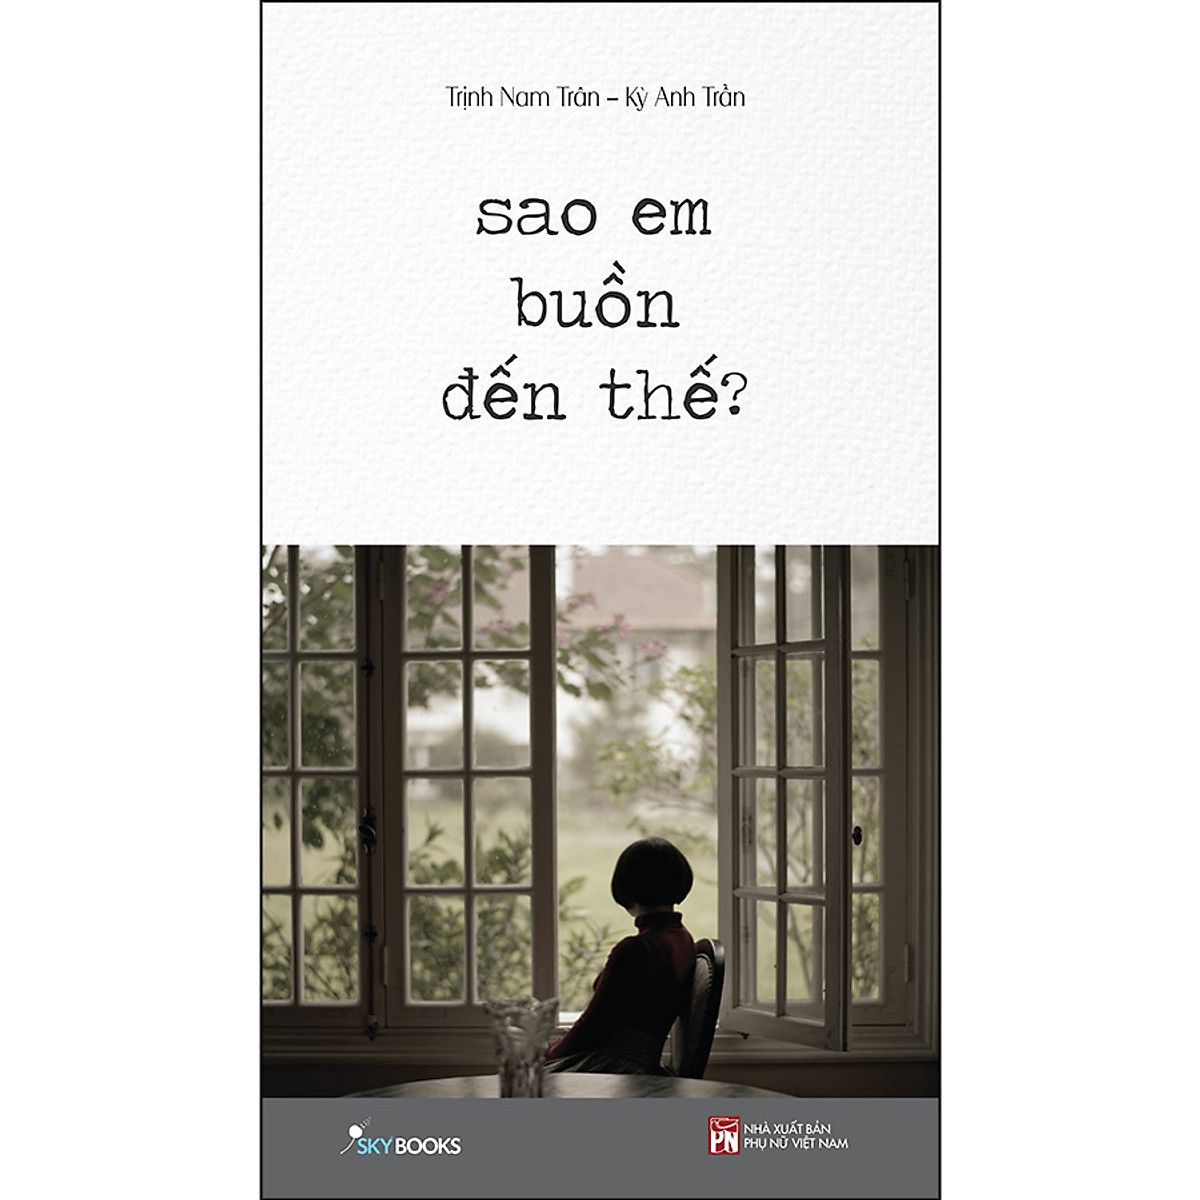 Trịnh Nam Trân – Kỳ Anh Trần
sao em
buồn
đến thế?
SKYBOOKS
PN
NHÀ XUẤT BẢN
PHỤ NỮ VIỆT NAM